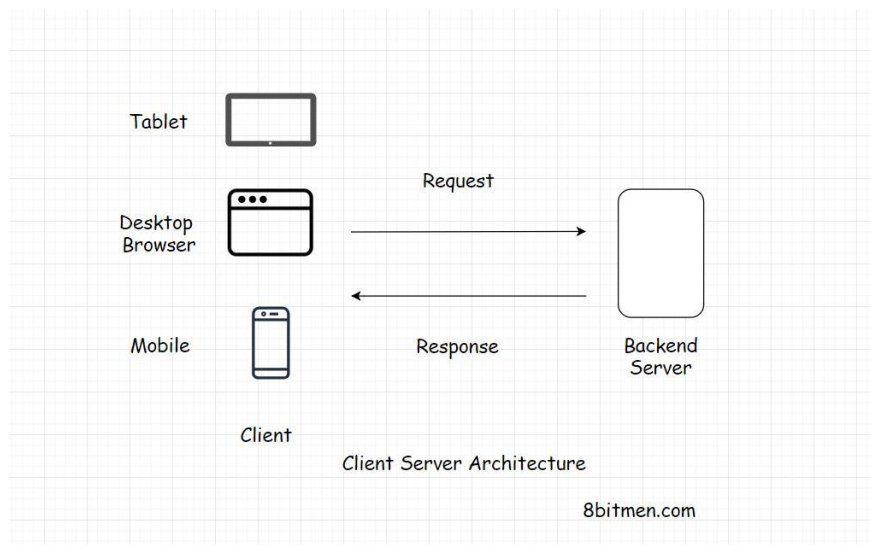 Tablet
Request
Desktop
Browser
Mobile
Response
Backend
Server
Client
Client Server Architecture
8bitmen.com